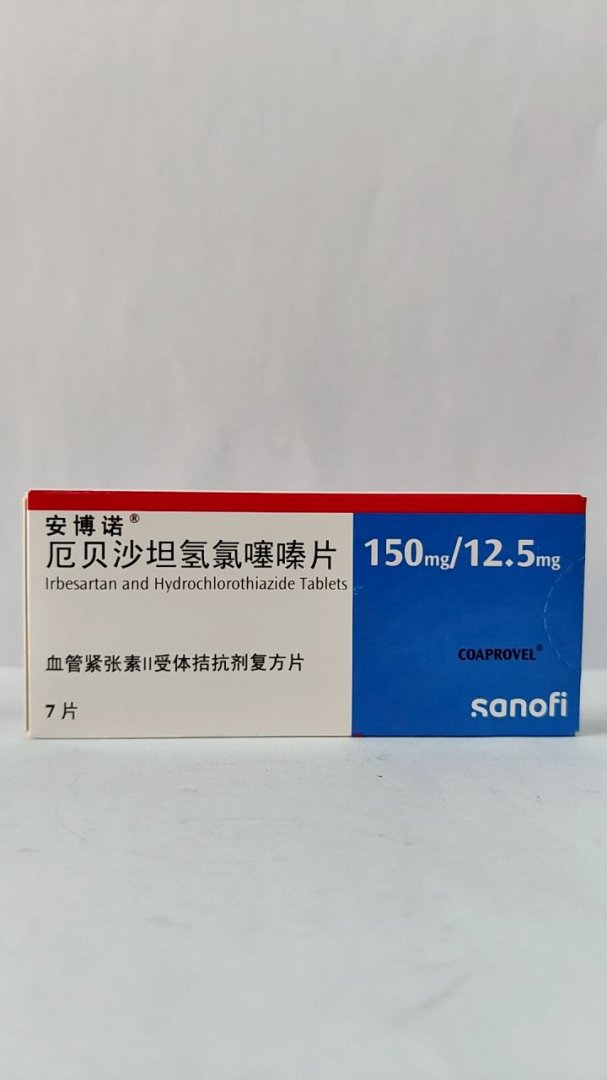 安博诺®
厄贝沙坦氢氯噻嗪片
Irbesartan and Hydrochlorothiazide Tablets
血管紧张素II受体拮抗剂复方片
7片
150mg/12.5mg
COAPROVEL®
sanofi